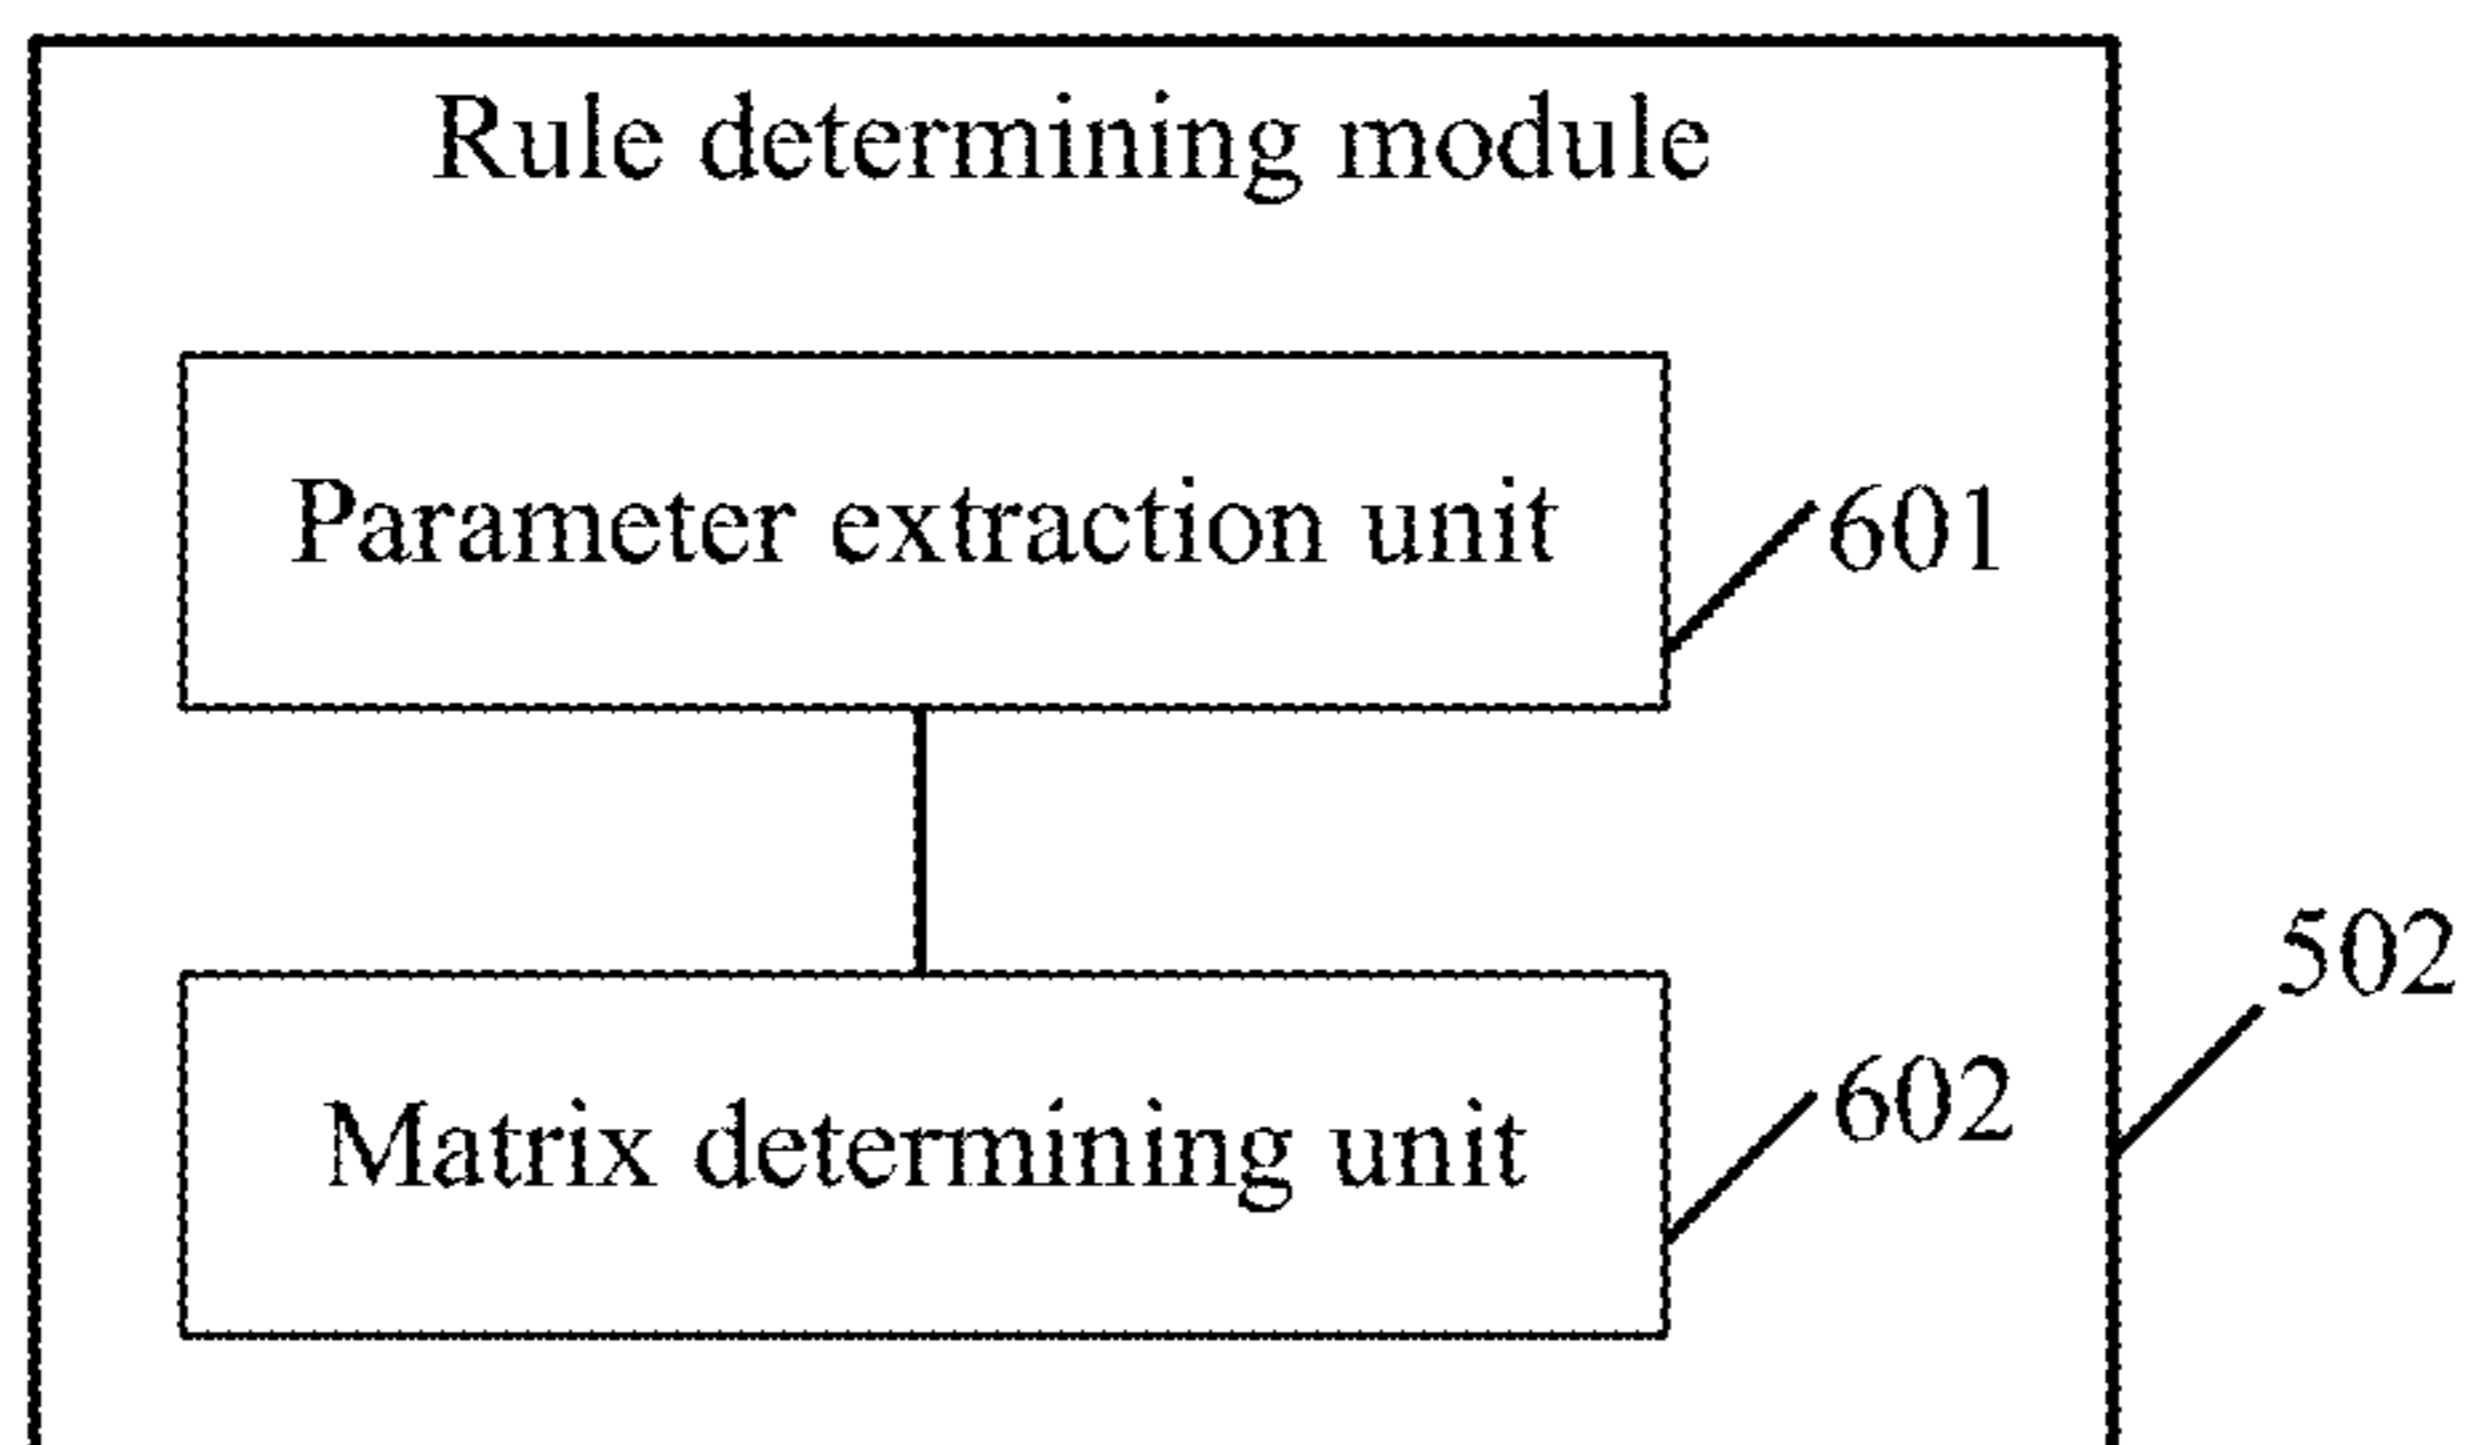 Rule determining module
Parameter extraction unit
601
502
Matrix determining unit
602